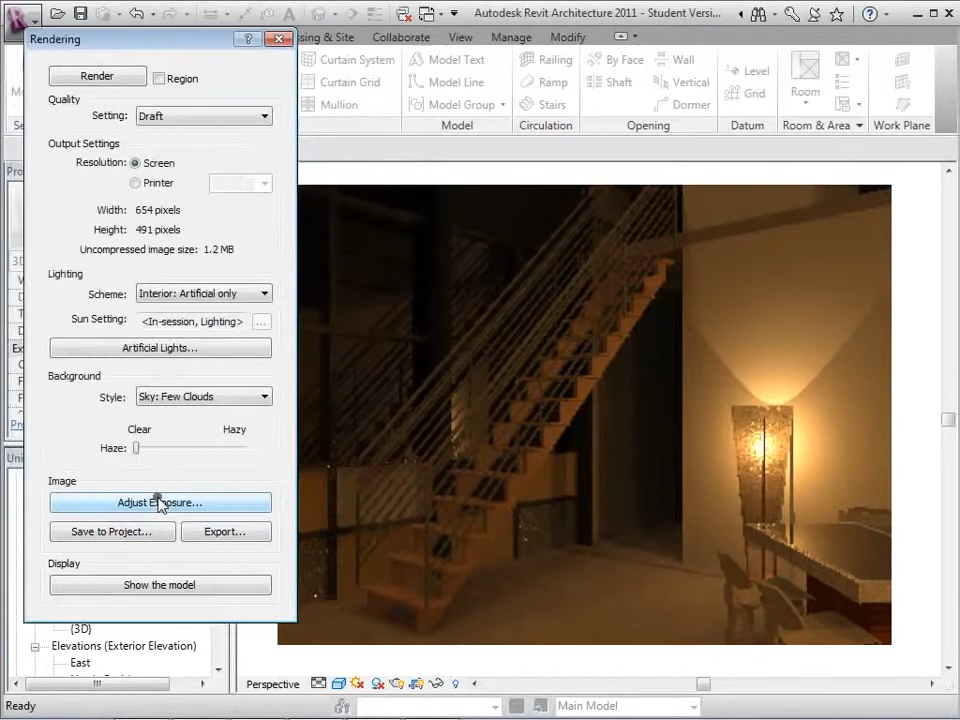 Autodesk Revit Architecture 2011 - Student Versi...
Rendering
sing & Site Collaborate View Manage Modify
Render
Region
Quality
Setting: Draft
Output Settings
Resolution: Screen
Printer
Width: 654 pixels
Height: 491 pixels
Uncompressed image size: 1.2 MB
Lighting
Scheme: Interior: Artificial only
Sun Setting: <In-session, Lighting> ...
Artificial Lights...
Background
Style: Sky: Few Clouds
Clear Hazy
Haze:
Image
Adjust Exposure...
Save to Project... Export...
Display
Show the model
Curtain System
Curtain Grid
Mullion
Model Text
Model Line
Model Group
Model
Railing
Ramp
Stairs
Circulation
By Face
Shaft
Wall
Vertical
Dormer
Opening
Level
Grid
Datum
Room
Room & Area
Work Plane
{3D}
Elevations (Exterior Elevation)
East
Perspective
Ready
Main Model